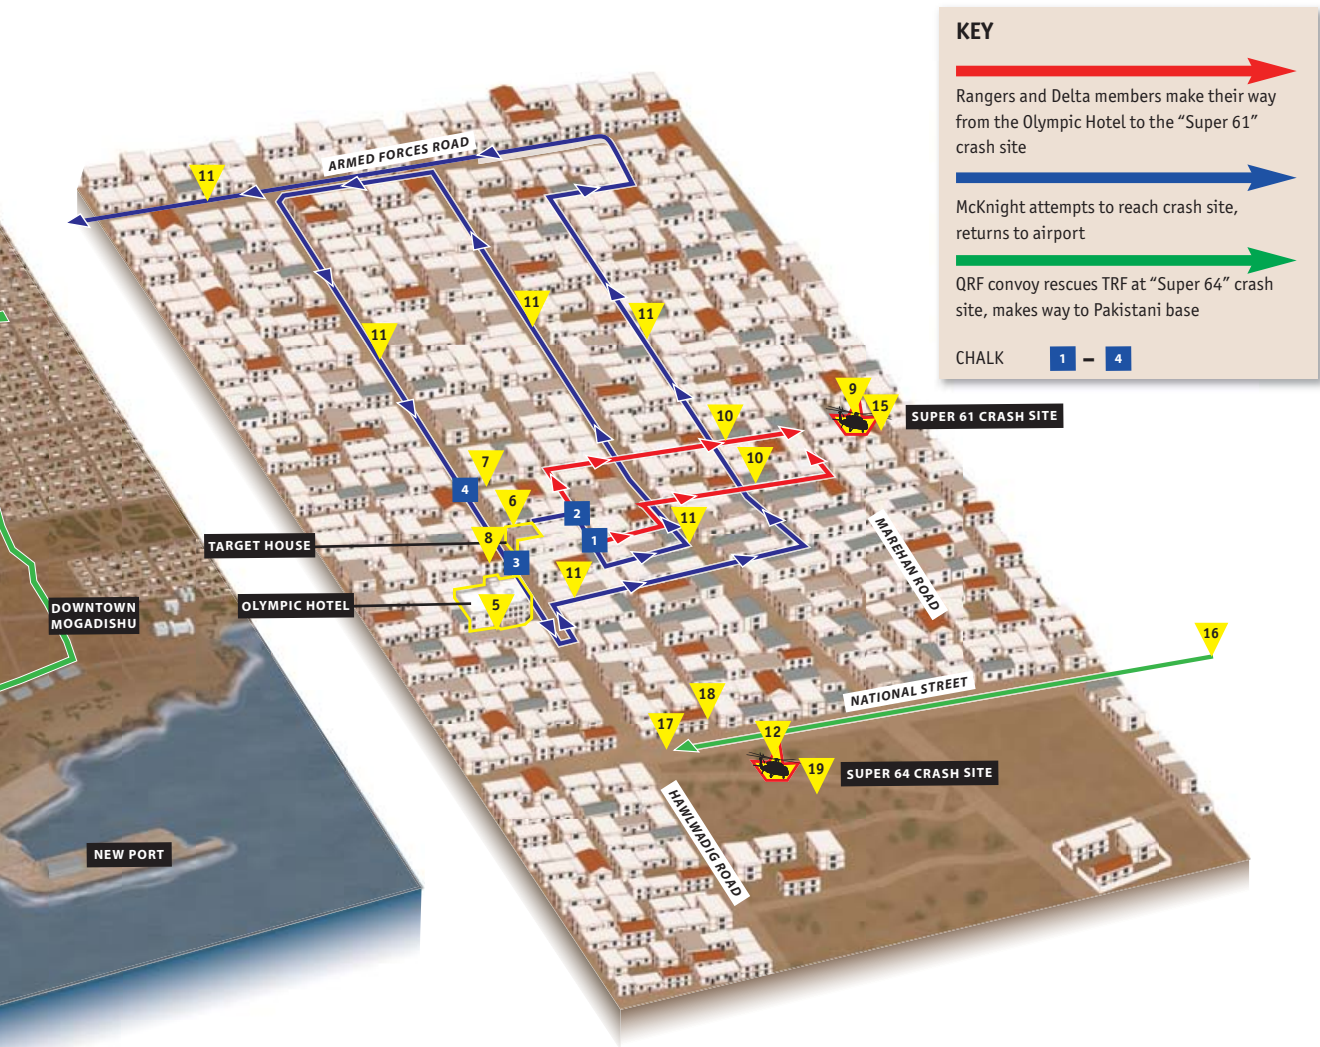 KEY
Rangers and Delta members make their way
from the Olympic Hotel to the “Super 61”
crash site
McKnight attempts to reach crash site,
returns to airport
QRF convoy rescues TRF at “Super 64” crash
site, makes way to Pakistani base
CHALK 1 – 4
ARMED FORCES ROAD
11
11
11
11
9
15
SUPER 61 CRASH SITE
10
10
7
4
6
2
11
8
1
TARGET HOUSE
3
11
MAREHAN ROAD
OLYMPIC HOTEL
5
DOWNTOWN
MOGADISHU
16
NATIONAL STREET
18
17
12
19
SUPER 64 CRASH SITE
HAWLWADIG ROAD
NEW PORT